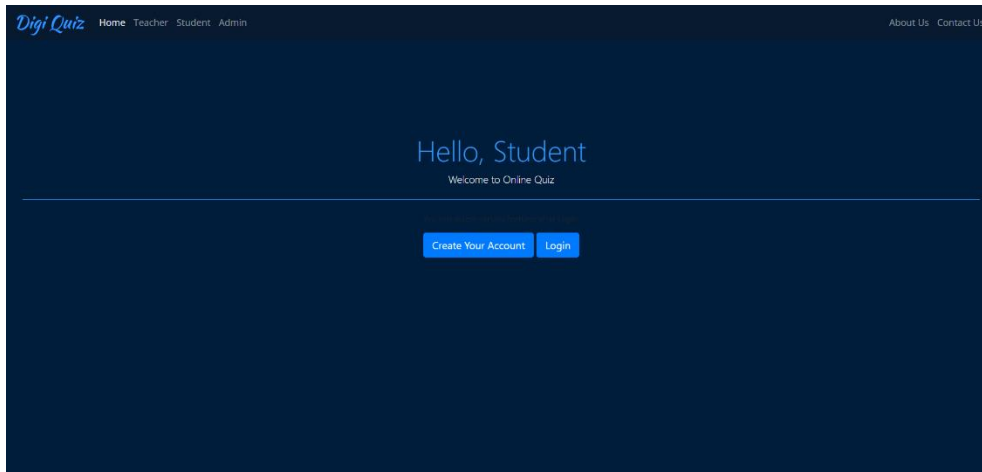 Digi Quiz Home Teacher Student Admin About Us Contact Us
Hello, Student
Welcome to Online Quiz
Create Your Account Login